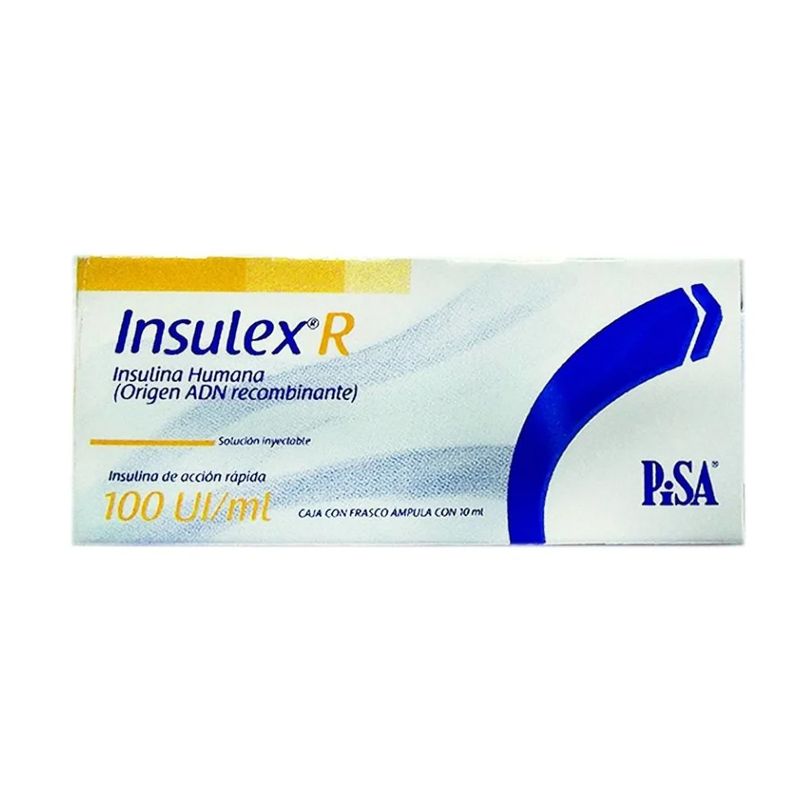 Insulex® R
Insulina Humana
(Origen ADN recombinante)
Solución inyectable
Insulina de acción rápida
100 UI/ml
CAJA CON FRASCO ÁMPULA CON 10 ml
PiSA®